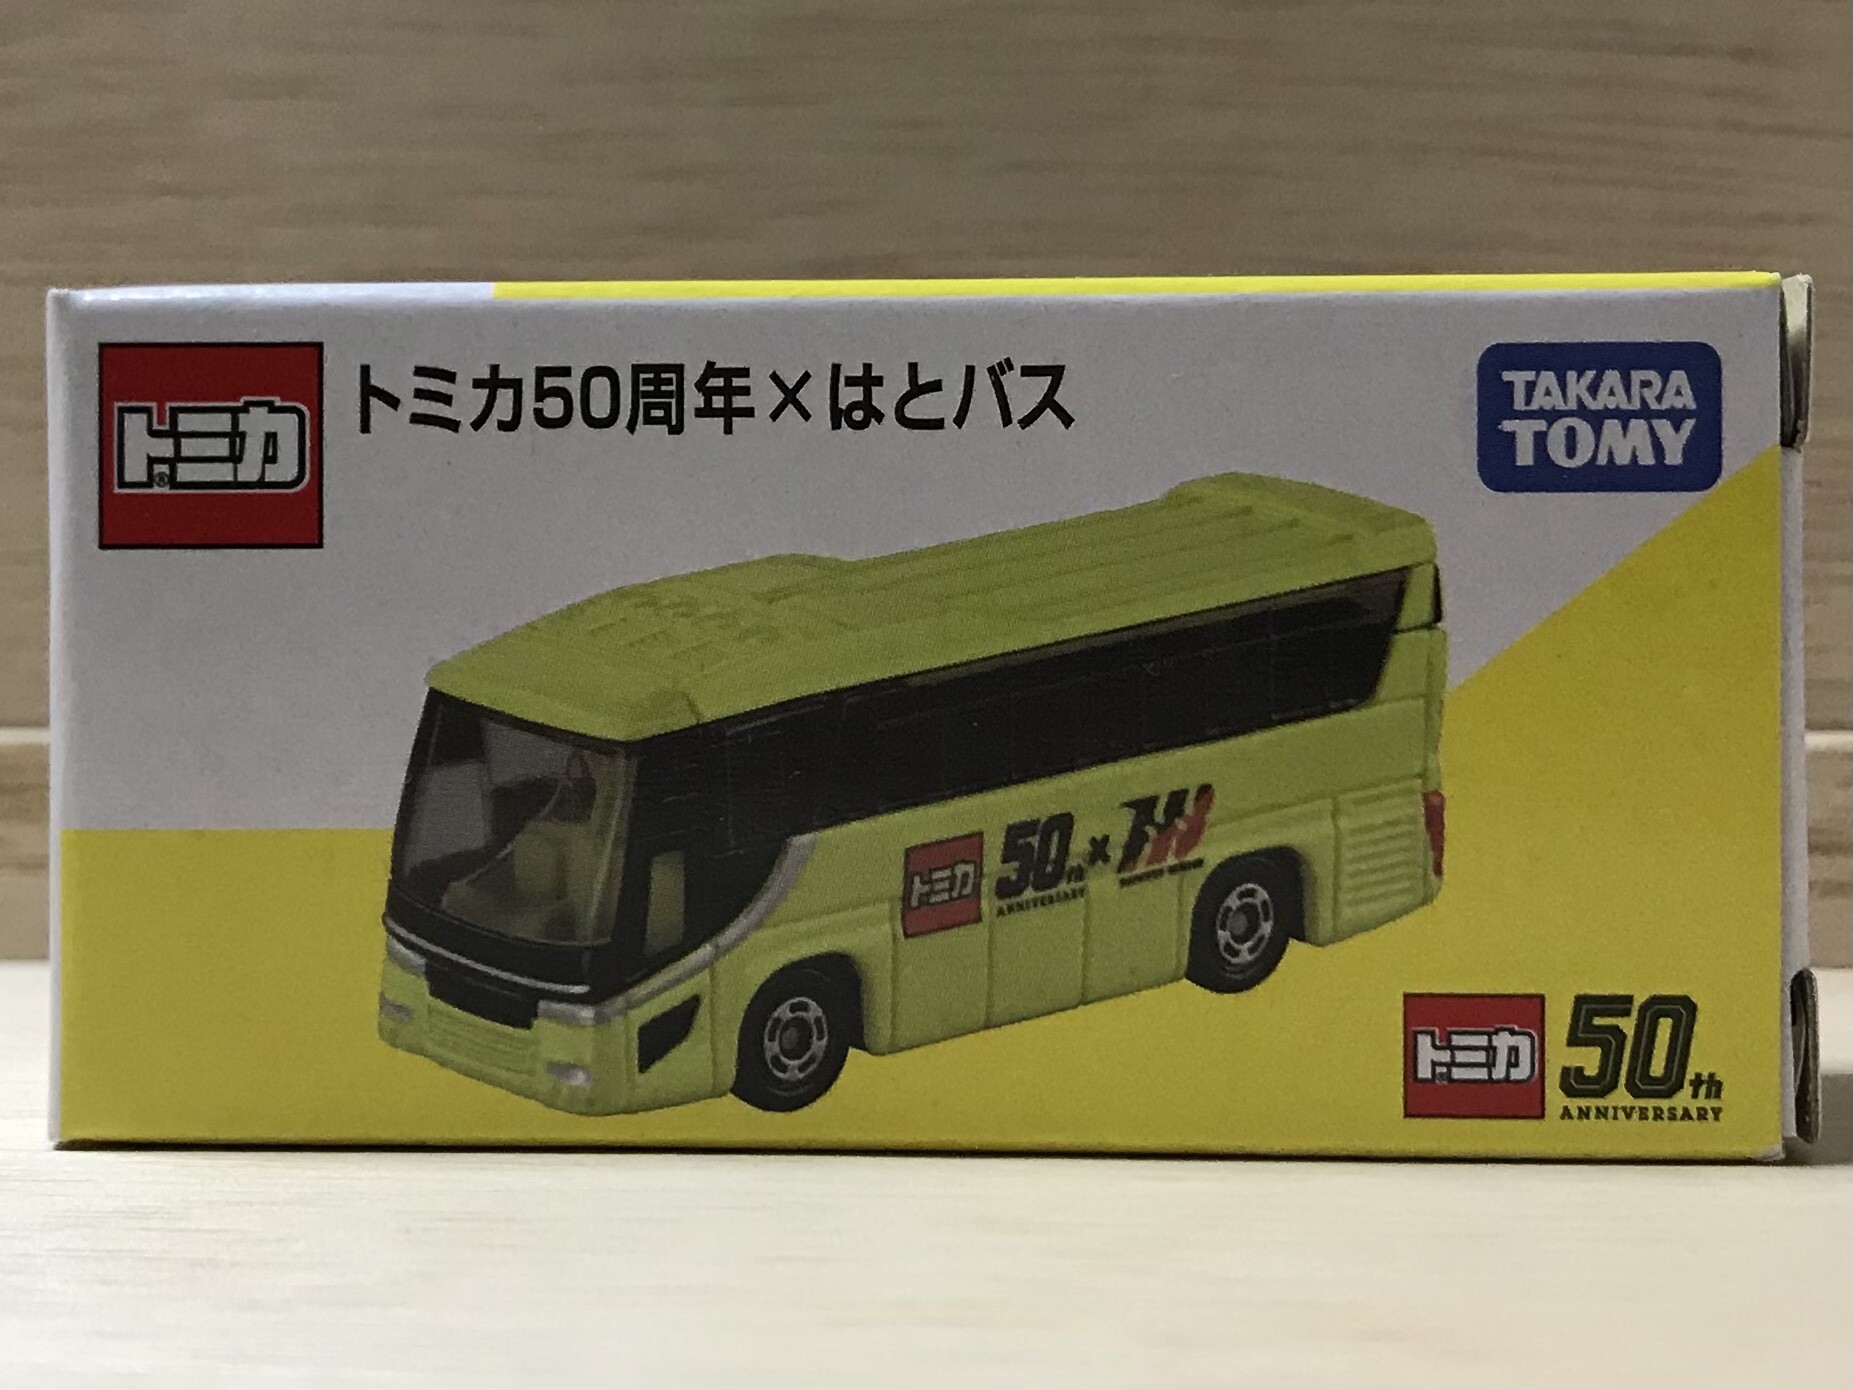 トミカ
トミカ50周年×はとバス
TAKARA
TOMY
トミカ 50th × H
ANNIVERSARY
トミカ 50th
ANNIVERSARY